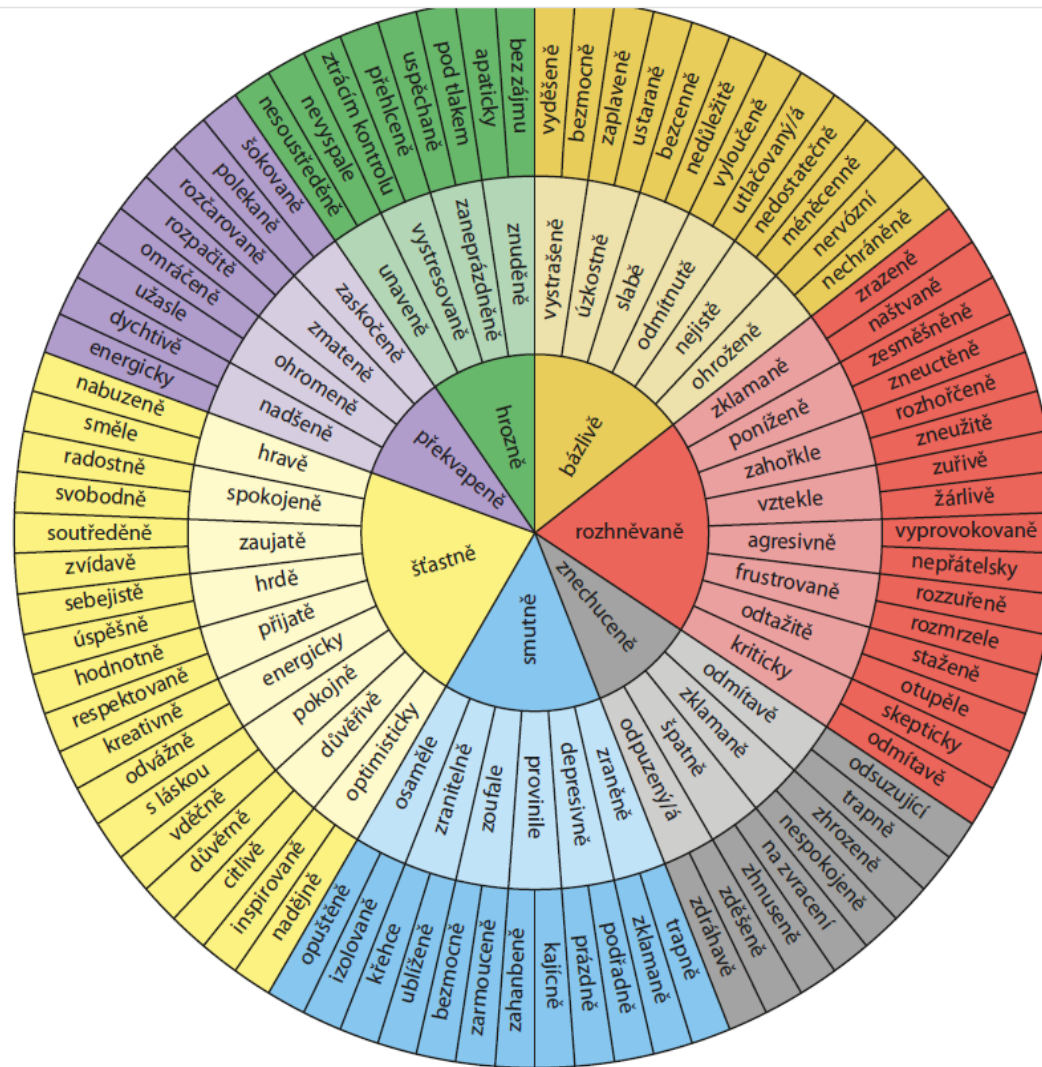 hrozně
bázlivě
rozhněvaně
znechuceně
smutně
šťastně
překvapeně
unaveně
vystresovaně
zaneprázdněně
znuděně
vystrašeně
úzkostně
slabě
odmítnutě
nejistě
ohroženě
zklamaně
poníženě
zahořkle
vztekle
agresivně
frustrovaně
odtažitě
kriticky
odmítavě
zklamaně
špatně
odpuzený/á
zraněně
depresivně
provinile
zoufale
zranitelně
osaměle
optimisticky
důvěřivě
pokojně
energicky
přijatě
hrdě
zaujatě
spokojeně
hravě
nadšeně
ohromeně
zmateně
zaskočeně
nesoustředěně
nevyspale
ztrácím kontrolu
přehlceně
uspěchaně
pod tlakem
apaticky
bez zájmu
vyděšeně
bezmocně
zaplaveně
ustaraně
bezcenně
nedůležitě
vyloučeně
utlačovaný/á
nedostatečně
méněcenně
nervózní
nechráněně
zrazeně
naštvaně
zesměšněně
zneuctěně
rozhořčeně
zneužitě
zuřivě
žárlivě
vyprovokovaně
nepřátelsky
rozzuřeně
rozmrzele
staženě
otupěle
skepticky
odmítavě
odsuzující
trapně
zhrozeně
nespokojeně
na zvracení
zhnuseně
zděšeně
zdráhavě
trapně
zklamaně
podřadně
prázdně
kajícně
zahanbeně
zarmouceně
bezmocně
ublíženě
křehce
izolovaně
opuštěně
nadějně
inspirovaně
citlivě
důvěrně
vděčně
s láskou
odvážně
kreativně
respektovaně
hodnotně
úspěšně
sebejistě
zvídavě
soutředěně
svobodně
radostně
směle
nabuzeně
energicky
dychtivě
užasle
omráčeně
rozpačitě
rozčarovaně
polekaně
šokovaně